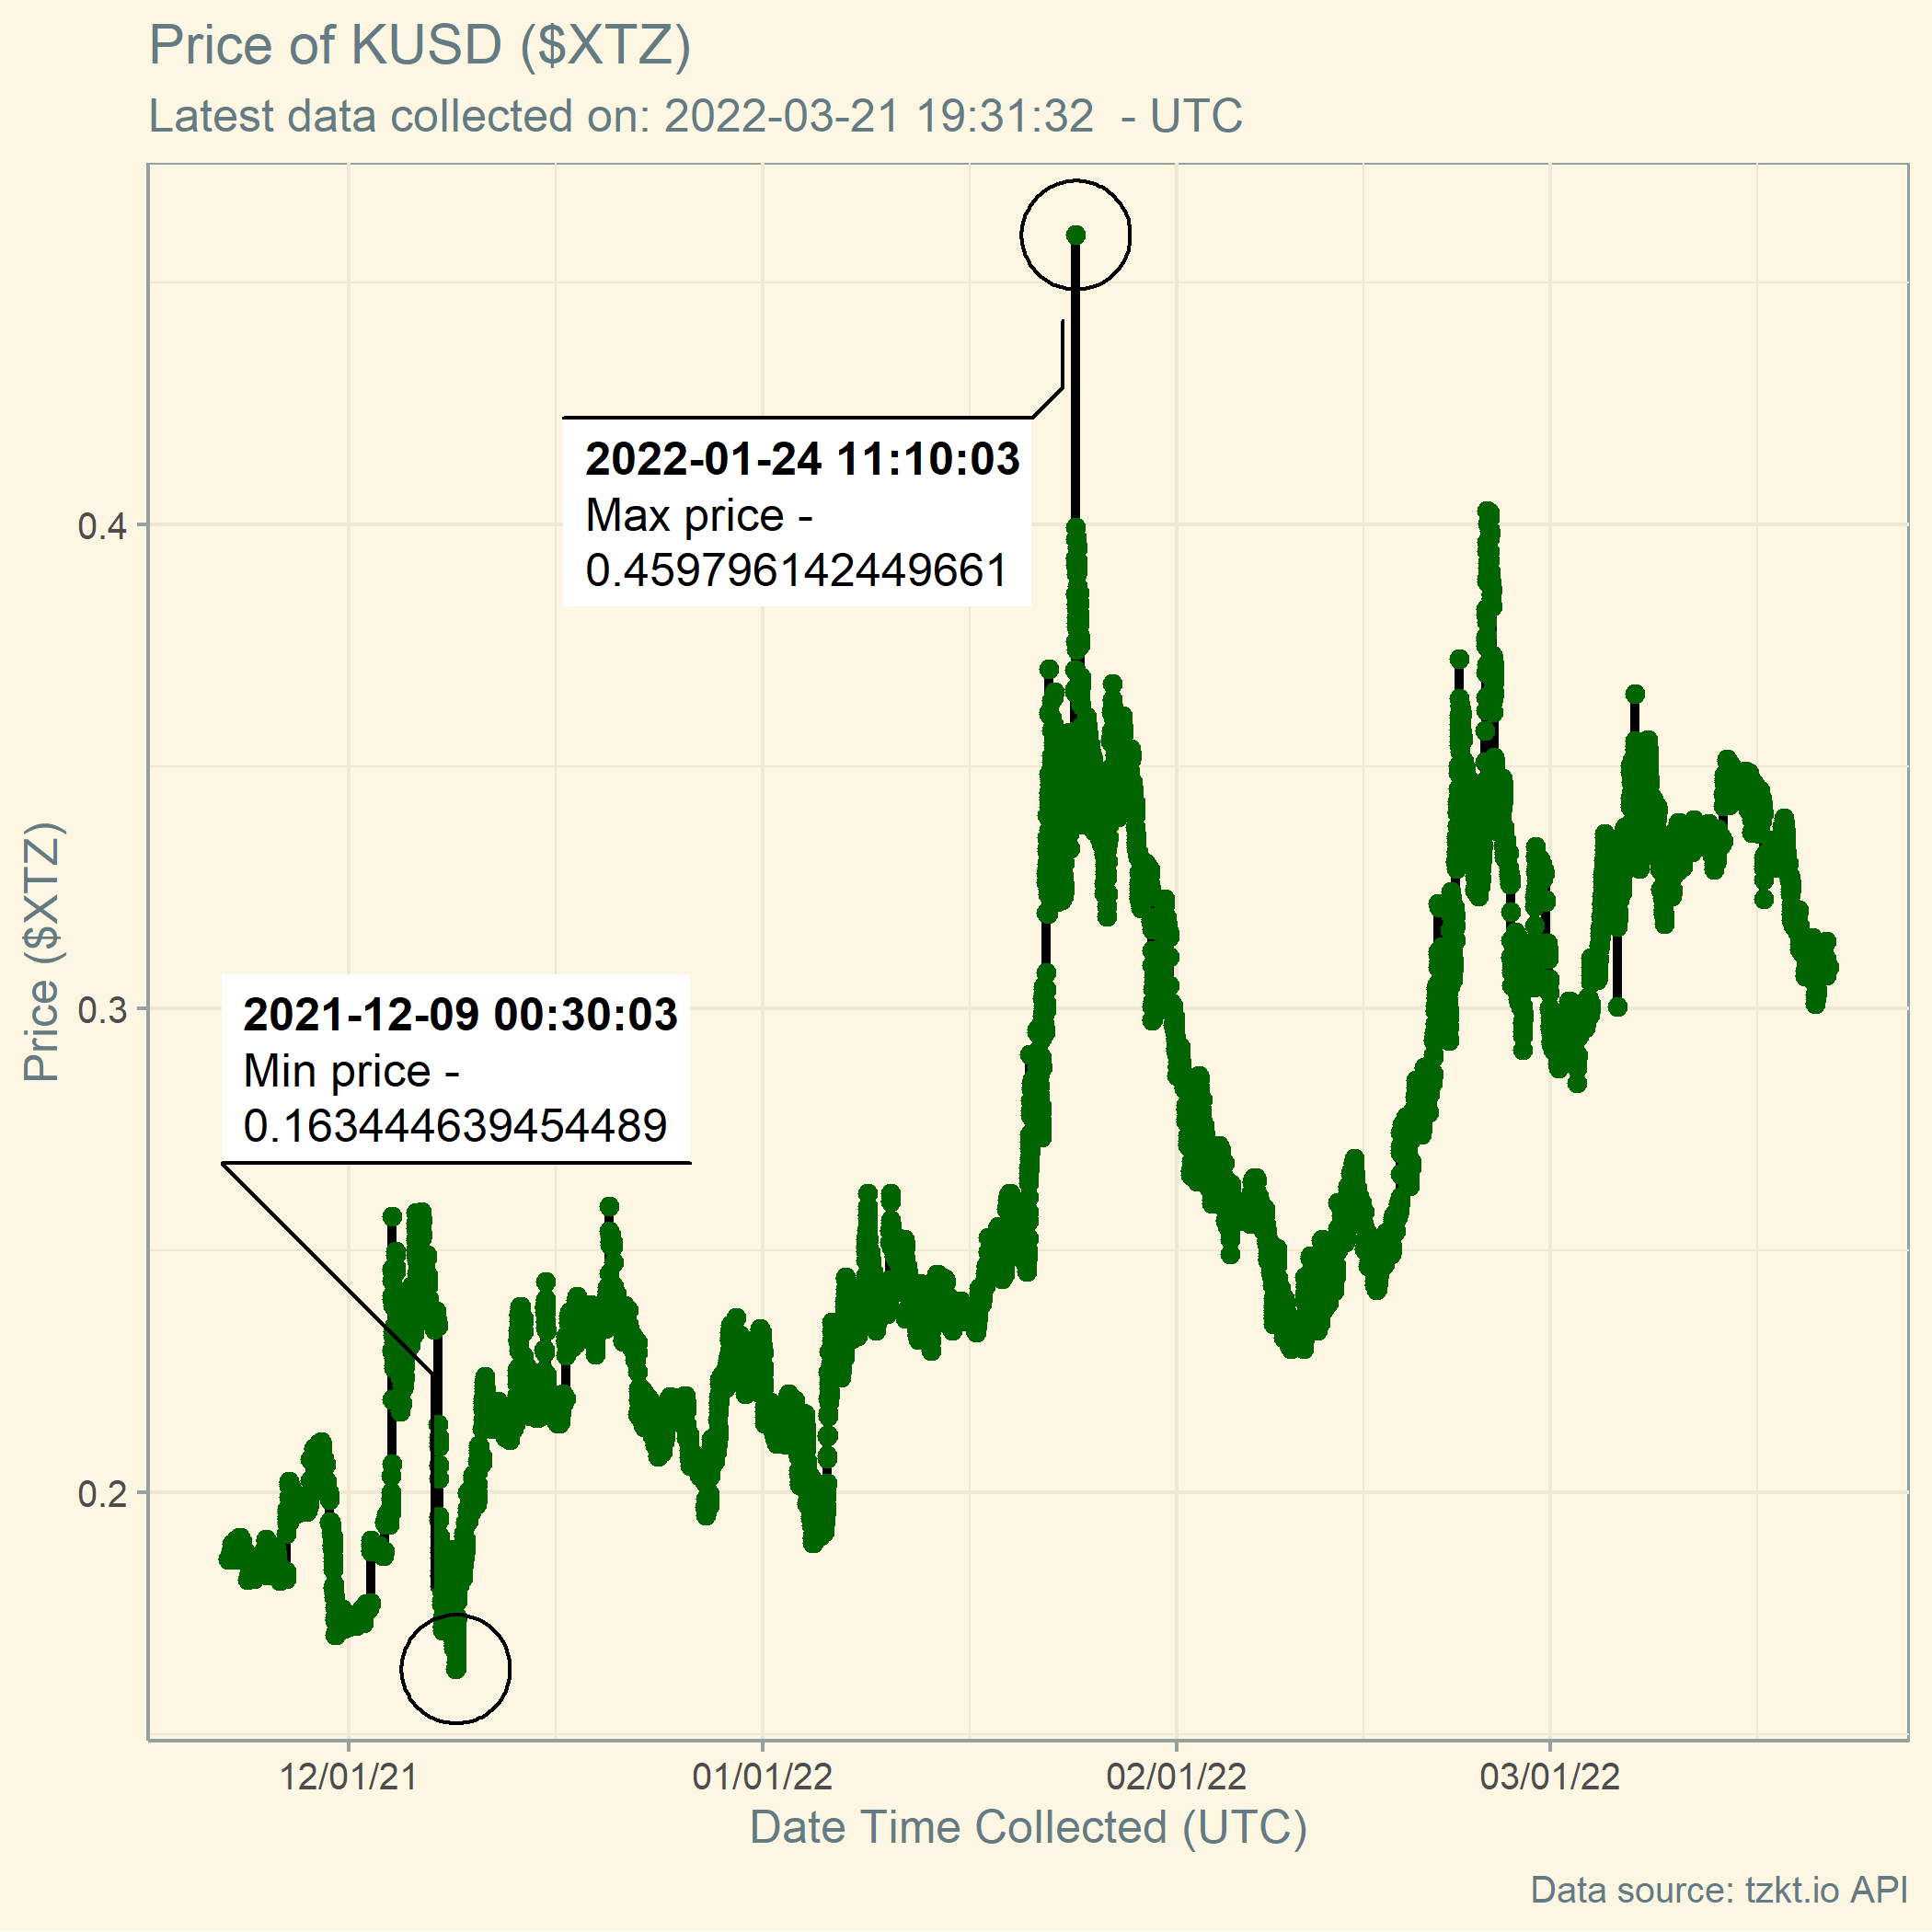 Price of KUSD ($XTZ)
Latest data collected on: 2022-03-21 19:31:32  - UTC
2022-01-24 11:10:03
Max price -
0.459796142449661
0.4
Price ($XTZ)
0.3
2021-12-09 00:30:03
Min price -
0.163444639454489
0.2
12/01/21
01/01/22
02/01/22
03/01/22
Date Time Collected (UTC)
Data source: tzkt.io API